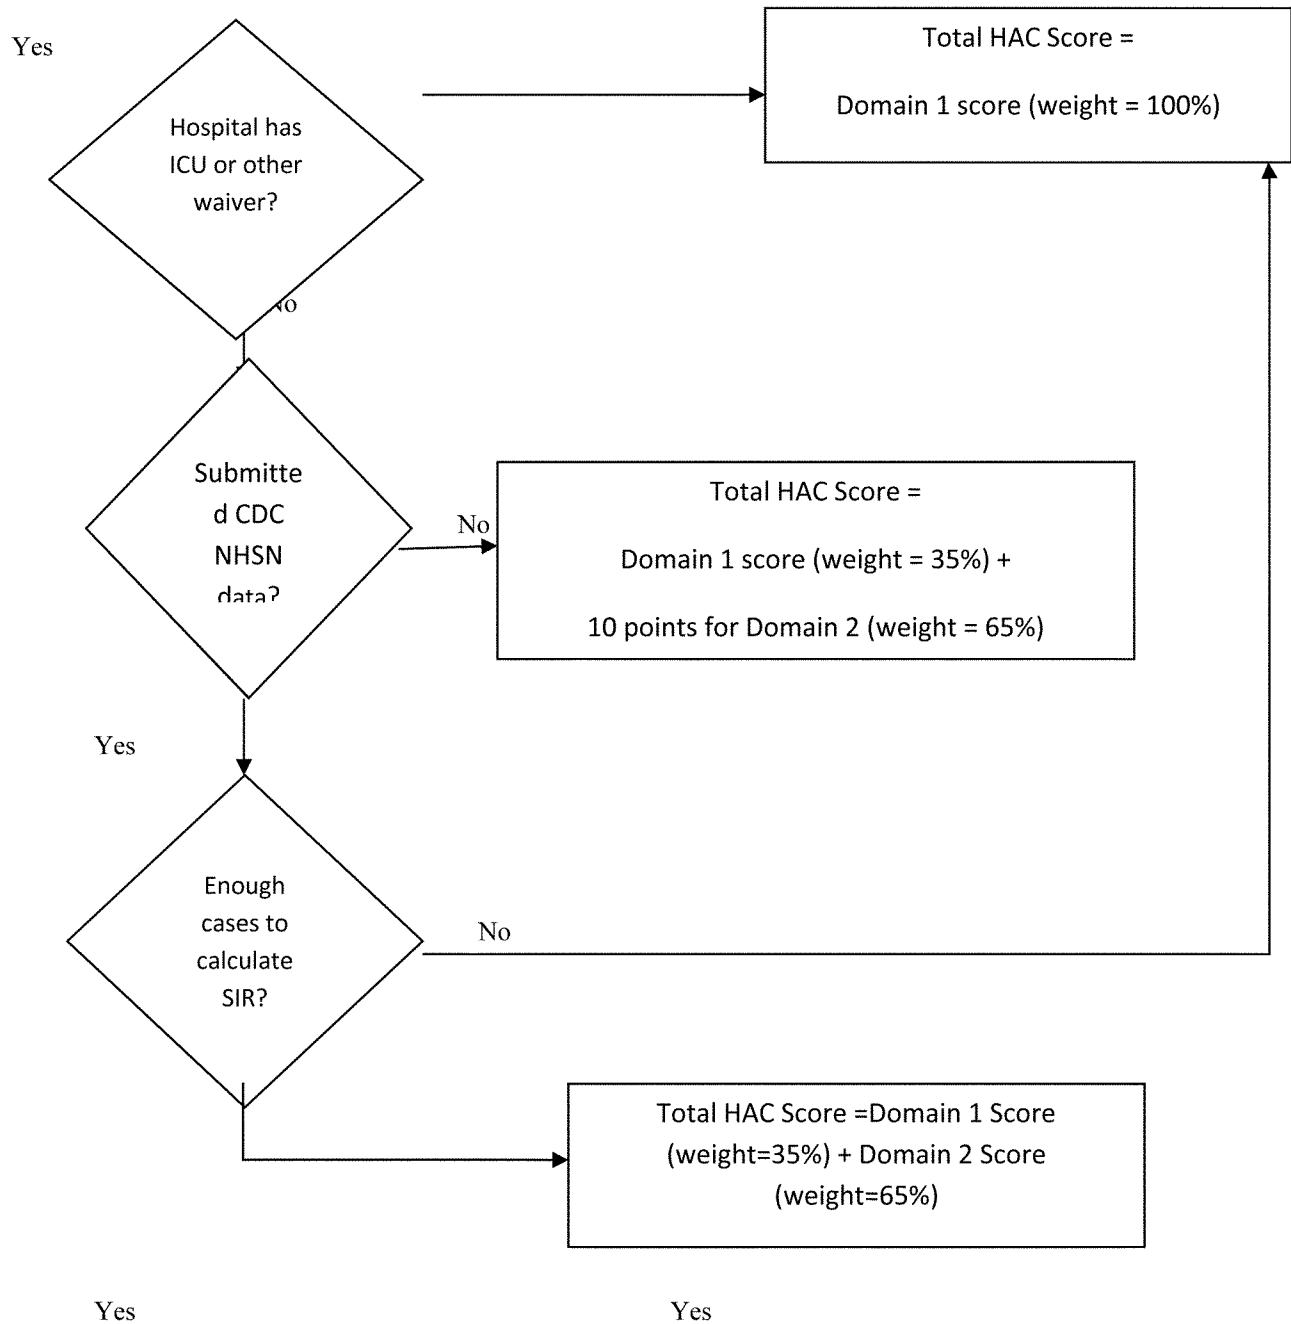 Yes
Total HAC Score =
Domain 1 score (weight = 100%)
Hospital has
ICU or other
waiver?
No
Submitte
d CDC
NHSN
data?
No
Total HAC Score =
Domain 1 score (weight = 35%) +
10 points for Domain 2 (weight = 65%)
Yes
Enough
cases to
calculate
SIR?
No
Total HAC Score =Domain 1 Score
(weight=35%) + Domain 2 Score
(weight=65%)
Yes
Yes